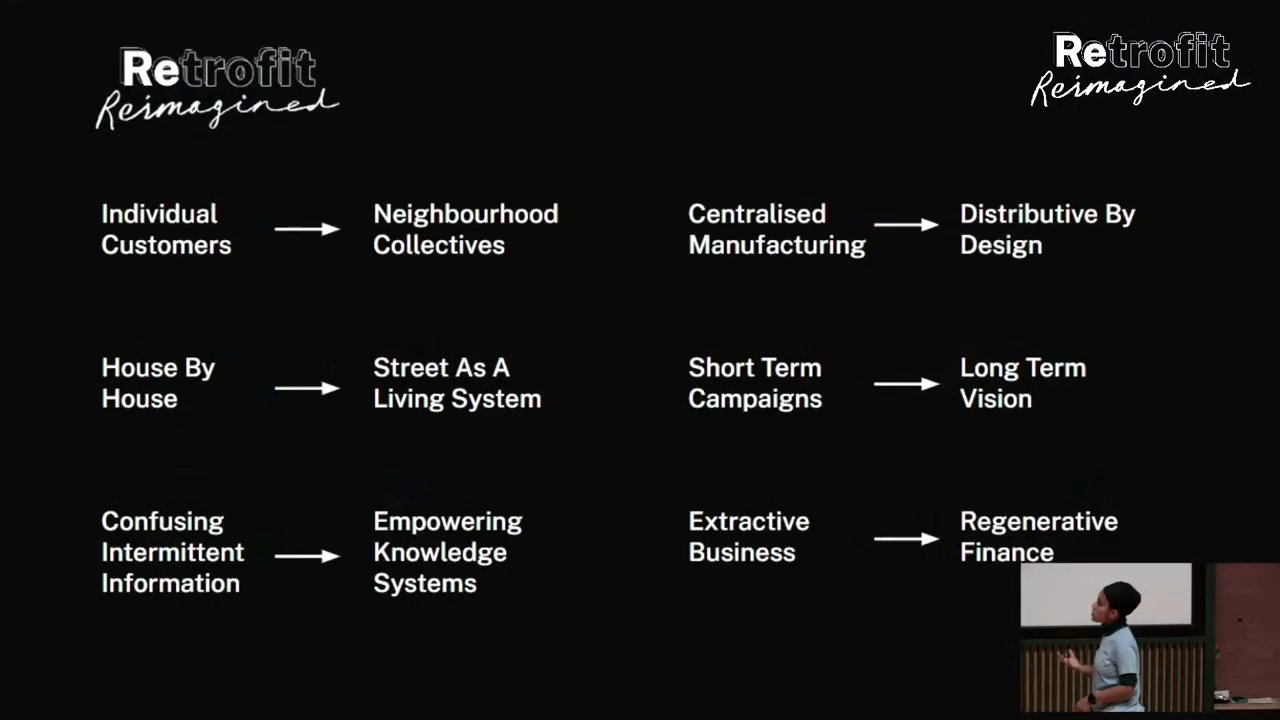 Retrofit
Reimagined
Retrofit
Reimagined
Individual
Customers
Neighbourhood
Collectives
Centralised
Manufacturing
Distributive By
Design
House By
House
Street As A
Living System
Short Term
Campaigns
Long Term
Vision
Confusing
Intermittent
Information
Empowering
Knowledge
Systems
Extractive
Business
Regenerative
Finance